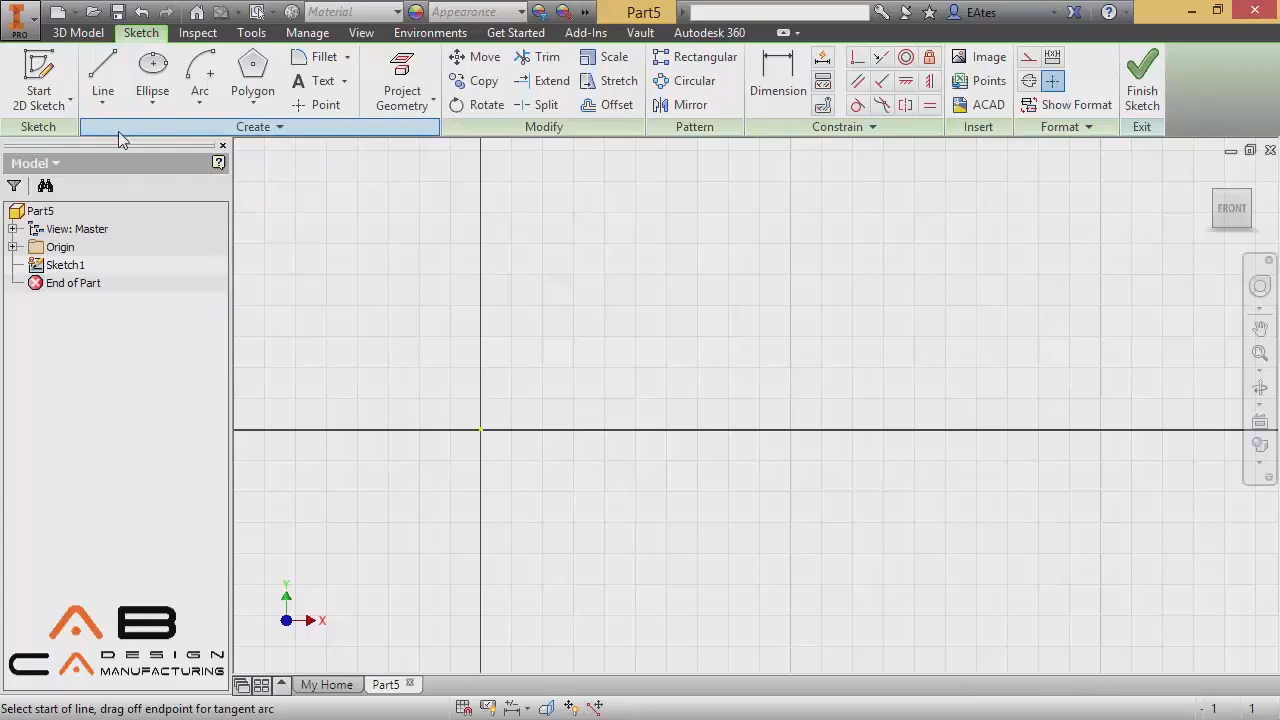 PRO
Material
Appearance
Part5
EAtes
3D Model Sketch Inspect Tools Manage View Environments Get Started Add-Ins Vault Autodesk 360
Start
2D Sketch
Line
Ellipse
Arc
Polygon
Fillet
Text
Point
Project
Geometry
Move
Copy
Rotate
Trim
Extend
Split
Scale
Stretch
Offset
Rectangular
Circular
Mirror
Dimension
Image
Points
ACAD
Show Format
Finish
Sketch
Sketch Create Modify Pattern Constrain Insert Format Exit
Model
Part5
View: Master
Origin
Sketch1
End of Part
FRONT
Y
X
AB
CA DESIGN
MANUFACTURING
My Home Part5
Select start of line, drag off endpoint for tangent arc
1 1